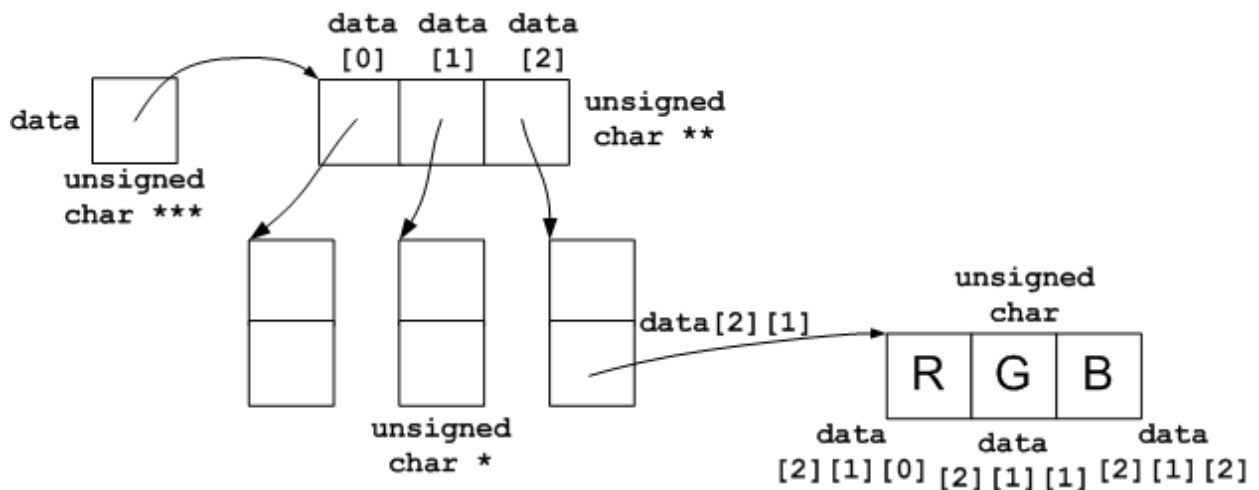 data data data
[0] [1] [2]
data
unsigned
char ***
unsigned
char **
data[2][1]
unsigned
char *
unsigned
char
R G B
data
[2][1][0]
data
[2][1][1]
data
[2][1][2]